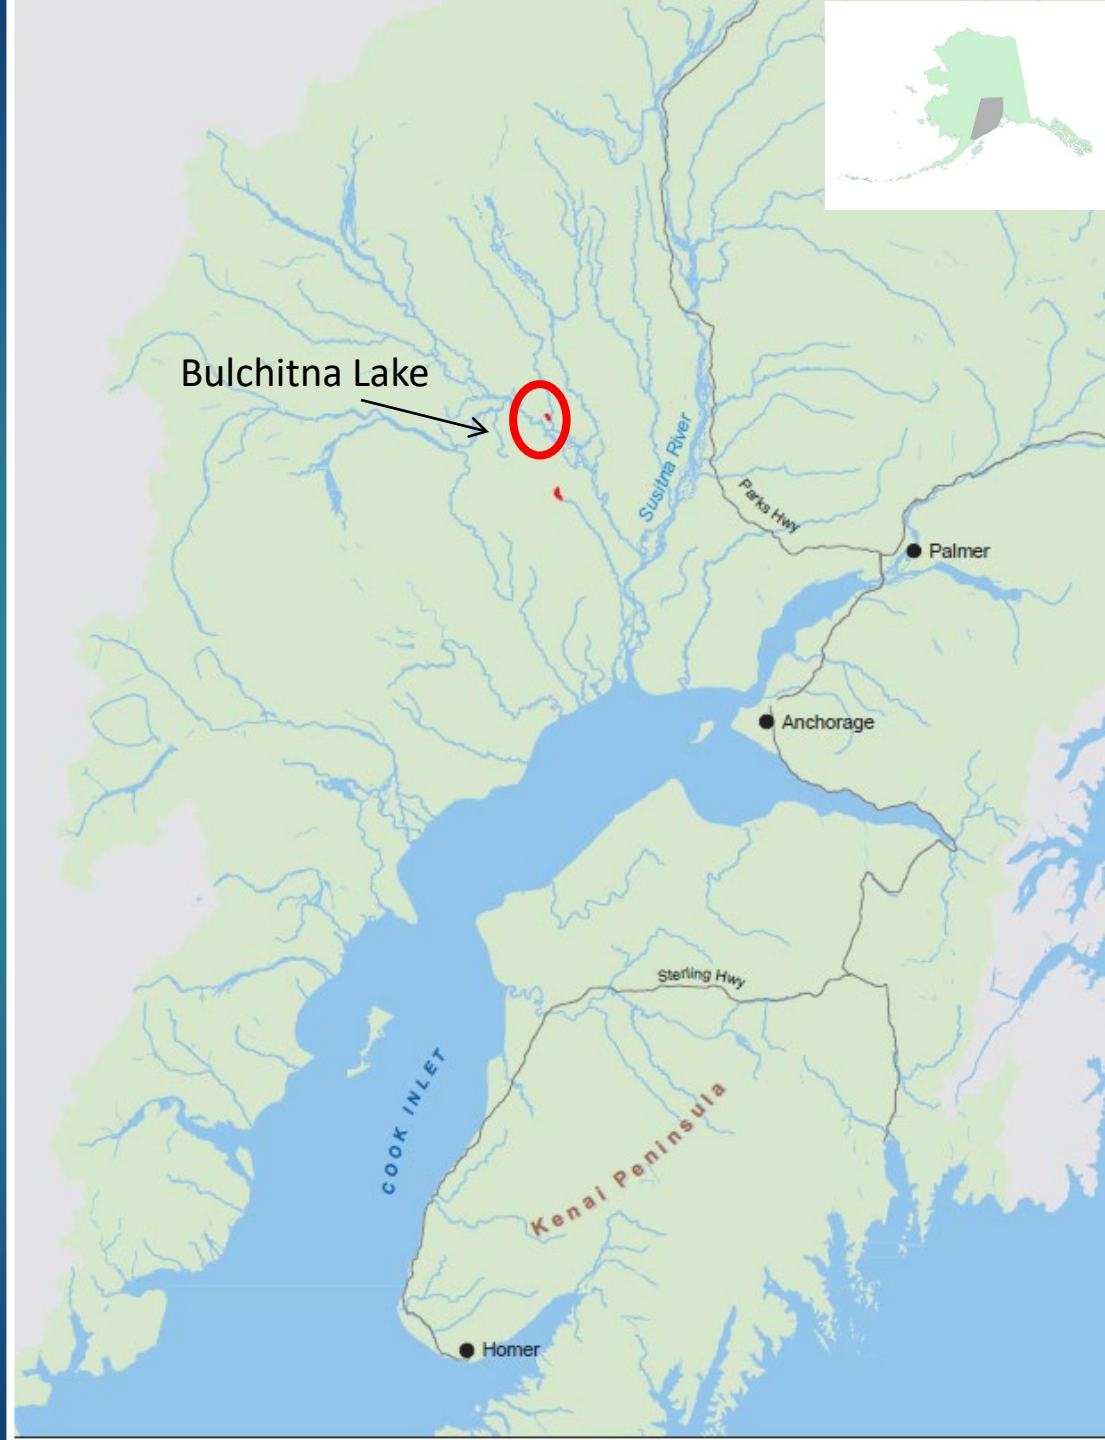 Bulchitna Lake
Susitna River
Parks Hwy
Palmer
Anchorage
Sterling Hwy
COOK INLET
Kenai Peninsula
Homer